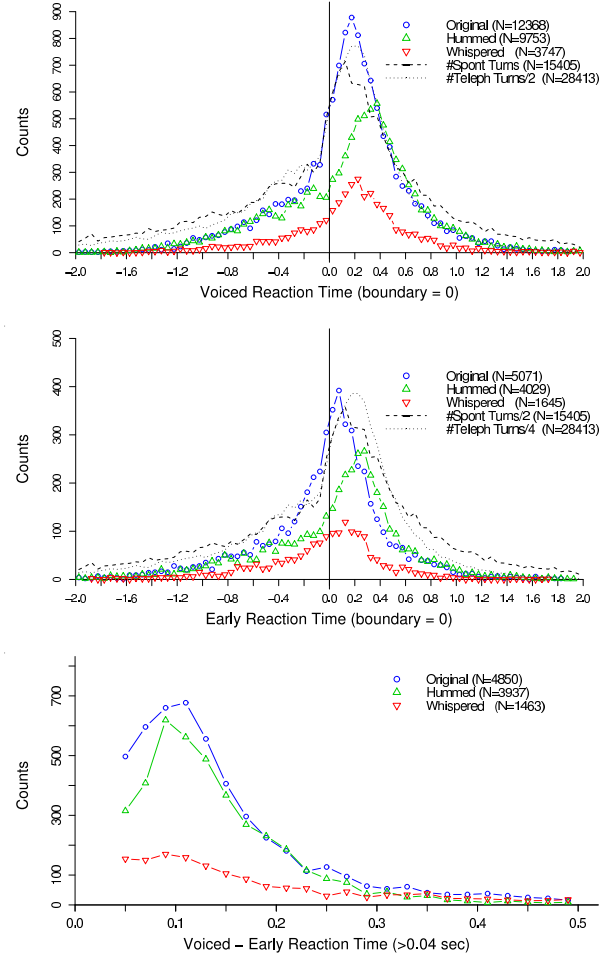 900
Original (N=12368)
800
Hummed (N=9753)
Whispered (N=3747)
700
#Spont Turns (N=15405)
#Teleph Turns/2 (N=28413)
600
500
Counts
400
300
200
100
0
-2.0 -1.6 -1.2 -0.8 -0.4 0.0 0.2 0.4 0.6 0.8 1.0 1.2 1.4 1.6 1.8 2.0
Voiced Reaction Time (boundary = 0)
500
Original (N=5071)
Hummed (N=4029)
400
Whispered (N=1645)
#Spont Turns/2 (N=15405)
#Teleph Turns/4 (N=28413)
300
Counts
200
100
0
-2.0 -1.6 -1.2 -0.8 -0.4 0.0 0.2 0.4 0.6 0.8 1.0 1.2 1.4 1.6 1.8 2.0
Early Reaction Time (boundary = 0)
Original (N=4850)
700
Hummed (N=3937)
Whispered (N=1463)
500
Counts
300
100
0
0.0 0.1 0.2 0.3 0.4 0.5
Voiced – Early Reaction Time (>0.04 sec)